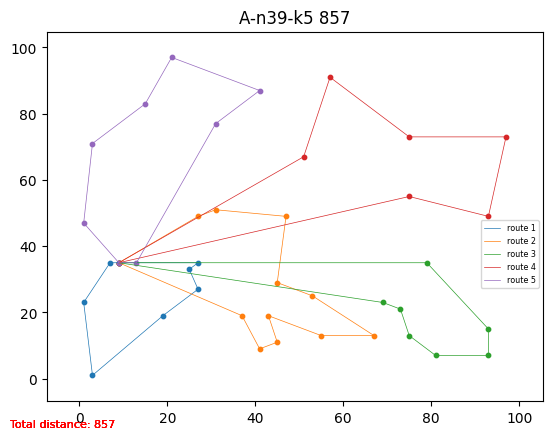 A-n39-k5 857
100
80
60
40
20
0
route 1
route 2
route 3
route 4
route 5
0 20 40 60 80 100
Total distance: 857